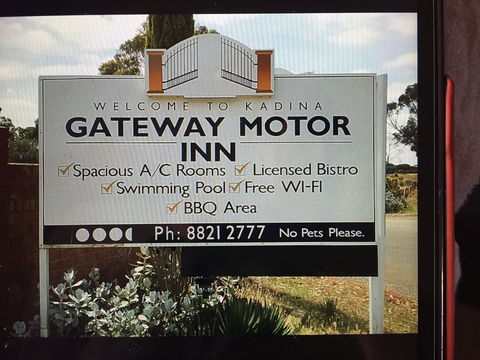 WELCOME TO KADINA
GATEWAY MOTOR
INN
Spacious A/C Rooms Licensed Bistro
Swimming Pool Free WI-FI
BBQ Area
Ph: 8821 2777 No Pets Please.